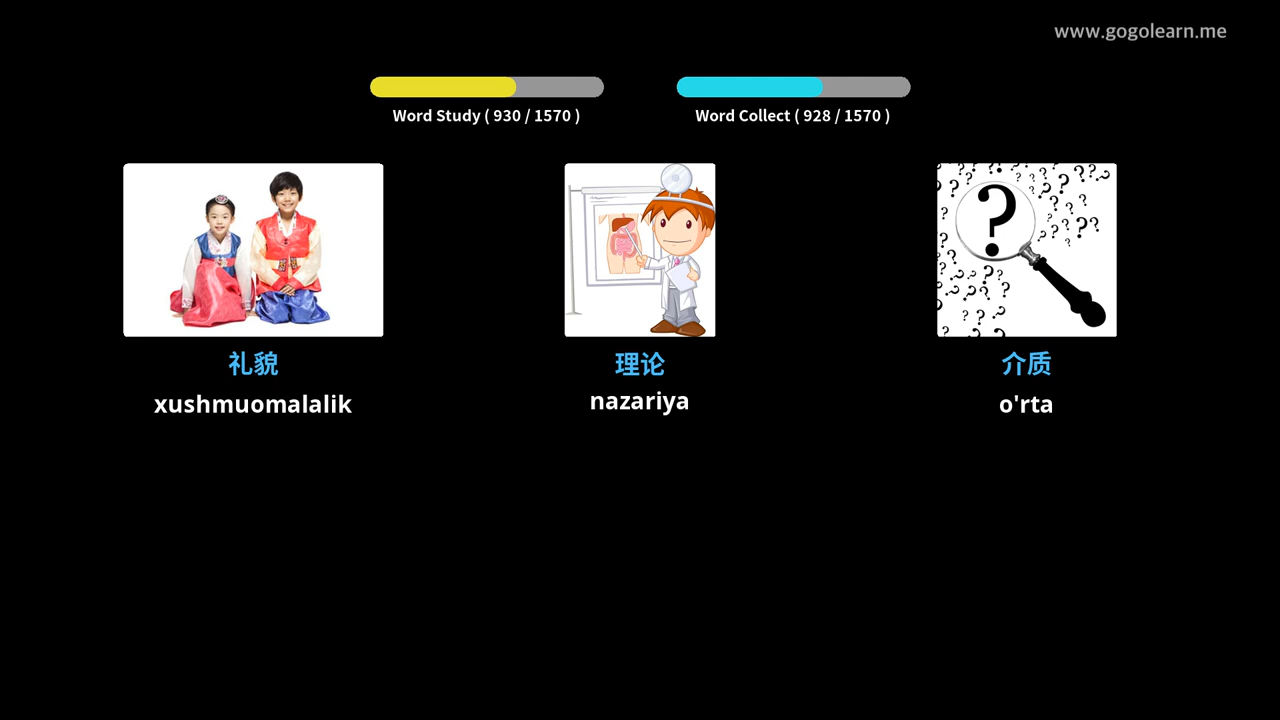 www.gogolearn.me
Word Study ( 930 / 1570 )
Word Collect ( 928 / 1570 )
礼貌
理论
介质
xushmuomalalik
nazariya
o'rta